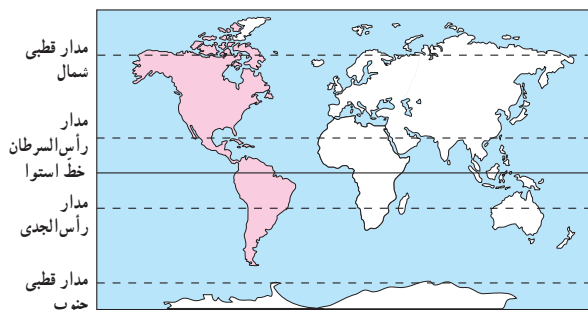 مدار قطبی
شمال
مدار
رأس‌السرطان
خطّ استوا
مدار
رأس‌الجدی
مدار قطبی
جنوب